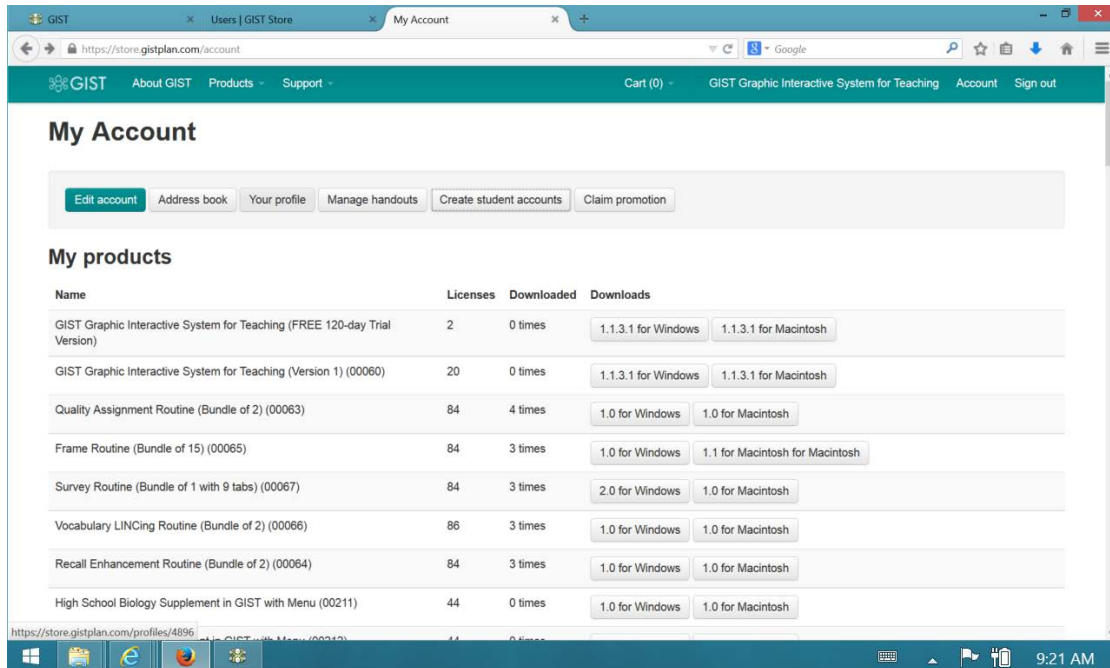 GIST
Users | GIST Store
My Account
https://store.gistplan.com/account
Google
GIST About GIST Products Support Cart (0) GIST Graphic Interactive System for Teaching Account Sign out
My Account
Edit account Address book Your profile Manage handouts Create student accounts Claim promotion
My products
Name Licenses Downloaded Downloads
GIST Graphic Interactive System for Teaching (FREE 120-day Trial 2 0 times 1.1.3.1 for Windows 1.1.3.1 for Macintosh
Version)
GIST Graphic Interactive System for Teaching (Version 1) (00060) 20 0 times 1.1.3.1 for Windows 1.1.3.1 for Macintosh
Quality Assignment Routine (Bundle of 2) (00063) 84 4 times 1.0 for Windows 1.0 for Macintosh
Frame Routine (Bundle of 15) (00065) 84 3 times 1.0 for Windows 1.1 for Macintosh for Macintosh
Survey Routine (Bundle of 1 with 9 tabs) (00067) 84 3 times 2.0 for Windows 1.0 for Macintosh
Vocabulary LINCing Routine (Bundle of 2) (00066) 86 3 times 1.0 for Windows 1.0 for Macintosh
Recall Enhancement Routine (Bundle of 2) (00064) 84 3 times 1.0 for Windows 1.0 for Macintosh
High School Biology Supplement in GIST with Menu (00211) 44 0 times 1.0 for Windows 1.0 for Macintosh
https://store.gistplan.com/profiles/4896
9:21 AM